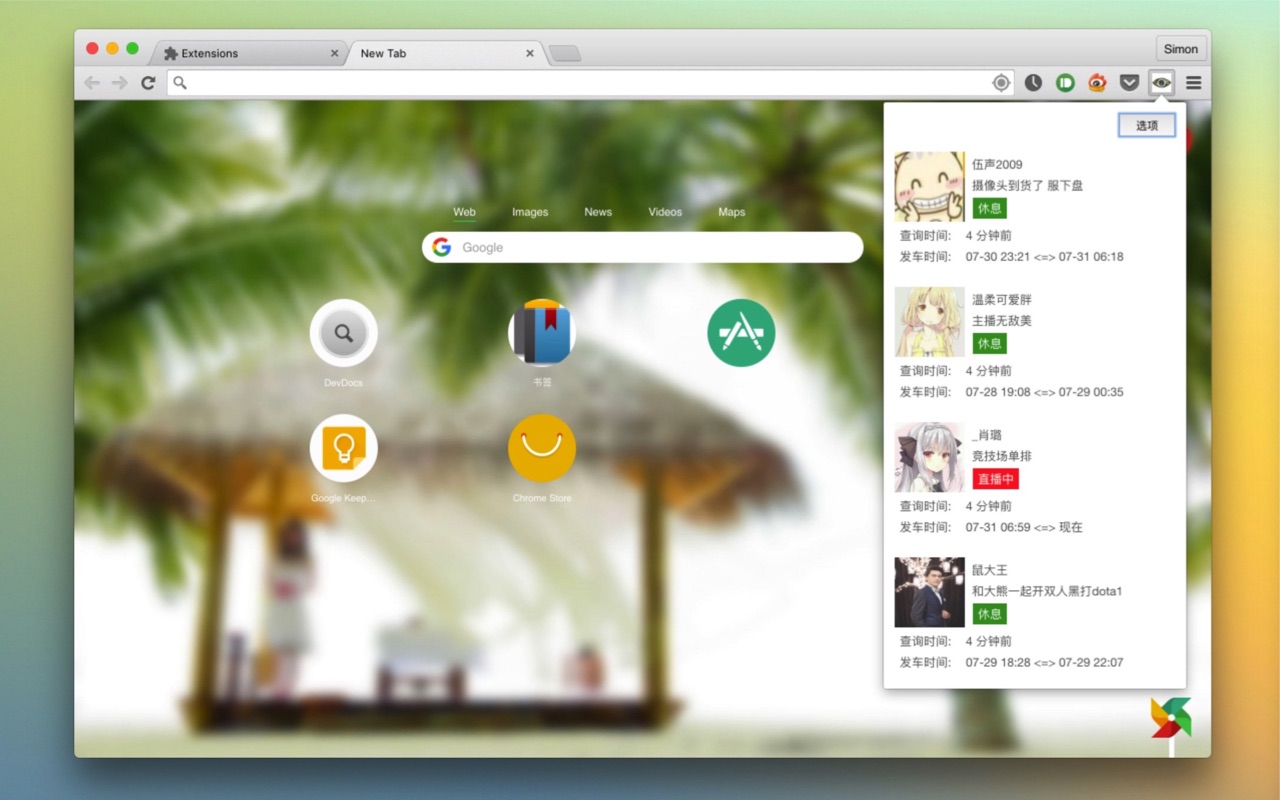 Extensions
New Tab
Simon
选项
Web
Images
News
Videos
Maps
Google
DevDocs
书签
Google Keep...
Chrome Store
伍声2009
摄像头到货了 服下盘
休息
查询时间: 4 分钟前
发车时间: 07-30 23:21 <=> 07-31 06:18
温柔可爱胖
主播无敌美
休息
查询时间: 4 分钟前
发车时间: 07-28 19:08 <=> 07-29 00:35
_肖璐
竞技场单排
直播中
查询时间: 4 分钟前
发车时间: 07-31 06:59 <=> 现在
鼠大王
和大熊一起开双人黑打dota1
休息
查询时间: 4 分钟前
发车时间: 07-29 18:28 <=> 07-29 22:07